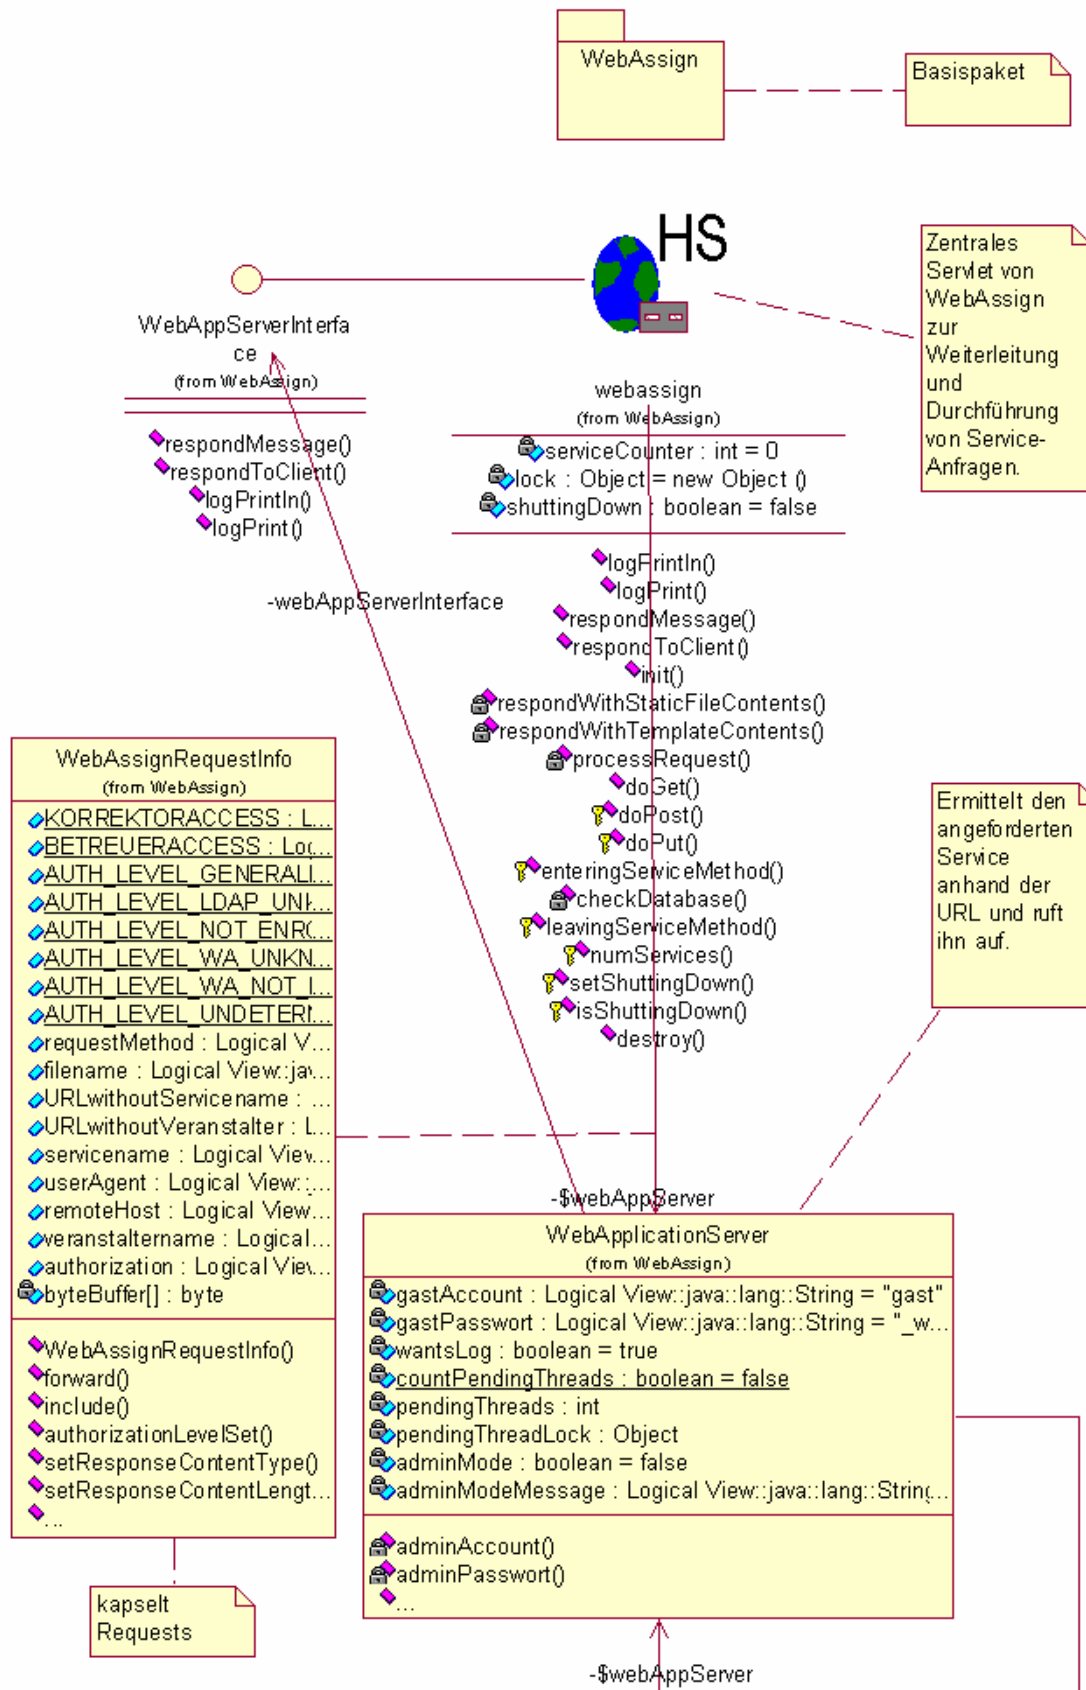 WebAssign
Basispaket
HS
Zentrales
Servlet von
WebAssign
zur
Weiterleitung
und
Durchführung
von Service-
Anfragen.
WebAppServerInterfa
ce
(from WebAssign)
respondMessage()
respondToClient()
logPrintln()
logPrint()
webassign
(from WebAssign)
serviceCounter : int = 0
lock : Object = new Object ()
shuttingDown : boolean = false
logPrintln()
logPrint()
respondMessage()
respondToClient()
init()
respondWithStaticFileContents()
respondWithTemplateContents()
processRequest()
doGet()
doPost()
doPut()
enteringServiceMethod()
checkDatabase()
leavingServiceMethod()
numServices()
setShuttingDown()
isShuttingDown()
destroy()
-webAppServerInterface
WebAssignRequestInfo
(from WebAssign)
KORREKTORACCESS : L...
BETREUERACCESS : Log...
AUTH_LEVEL_GENERALI...
AUTH_LEVEL_LDAP_UNK...
AUTH_LEVEL_NOT_ENRO...
AUTH_LEVEL_WA_UNKN...
AUTH_LEVEL_WA_NOT_I...
AUTH_LEVEL_UNDETERM...
requestMethod : Logical V...
filename : Logical View::jav...
URLwithoutServicename : ...
URLwithoutVeranstalter : L...
servicename : Logical View...
userAgent : Logical View::...
remoteHost : Logical View...
veranstaltername : Logical...
authorization : Logical View...
byteBuffer[] : byte
WebAssignRequestInfo()
forward()
include()
authorizationLevelSet()
setResponseContentType()
setResponseContentLengt...
...
kapselt
Requests
Ermittelt den
angeforderten
Service
anhand der
URL und ruft
ihn auf.
-$webAppServer
WebApplicationServer
(from WebAssign)
gastAccount : Logical View::java::lang::String = "gast"
gastPasswort : Logical View::java::lang::String = "_w...
wantsLog : boolean = true
countPendingThreads : boolean = false
pendingThreads : int
pendingThreadLock : Object
adminMode : boolean = false
adminModeMessage : Logical View::java::lang::String...
adminAccount()
adminPasswort()
...
-$webAppServer